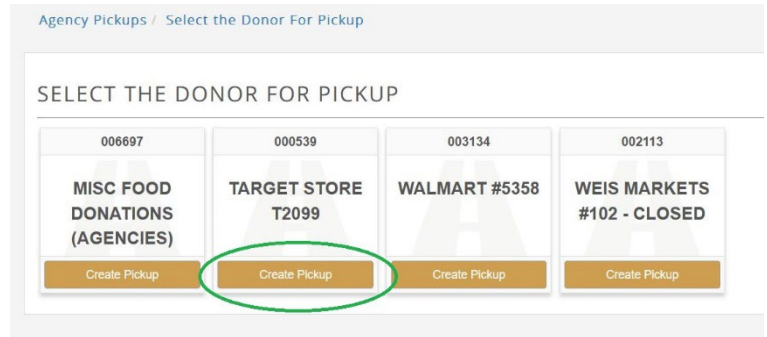 Agency Pickups / Select the Donor For Pickup
SELECT THE DONOR FOR PICKUP
006697
MISC FOOD
DONATIONS
(AGENCIES)
Create Pickup
000539
TARGET STORE
T2099
Create Pickup
003134
WALMART #5358
Create Pickup
002113
WEIS MARKETS
#102 - CLOSED
Create Pickup